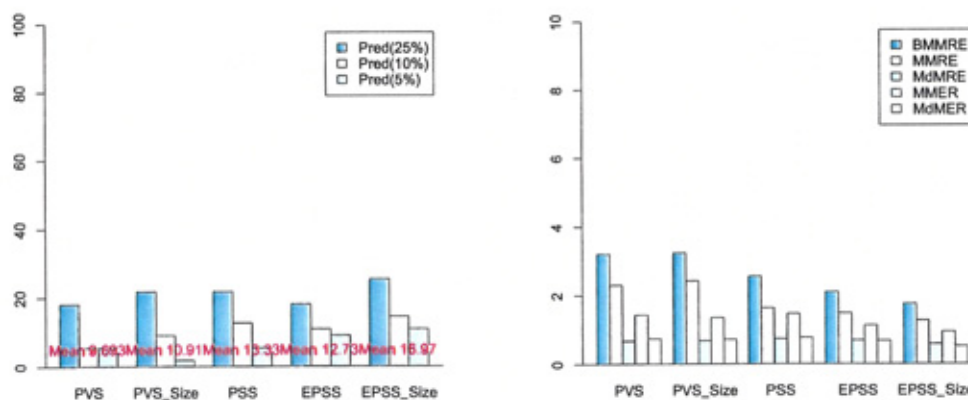 100
80
60
40
20
0
Pred(25%)
Pred(10%)
Pred(5%)
Mean 9.693 Mean 10.91 Mean 13.33 Mean 12.73 Mean 16.97
PVS PVS_Size PSS EPSS EPSS_Size
10
8
6
4
2
0
BMMRE
MMRE
MdMRE
MMER
MdMER
PVS PVS_Size PSS EPSS EPSS_Size